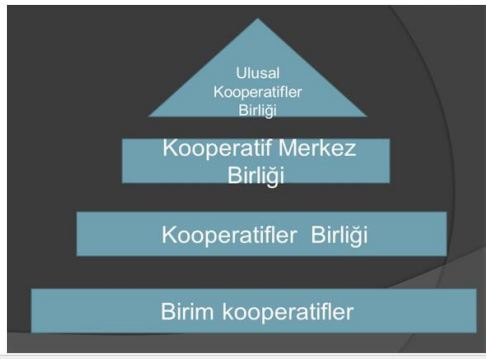 Ulusal
Kooperatifler
Birliği
Kooperatif Merkez
Birliği
Kooperatifler Birliği
Birim kooperatifler